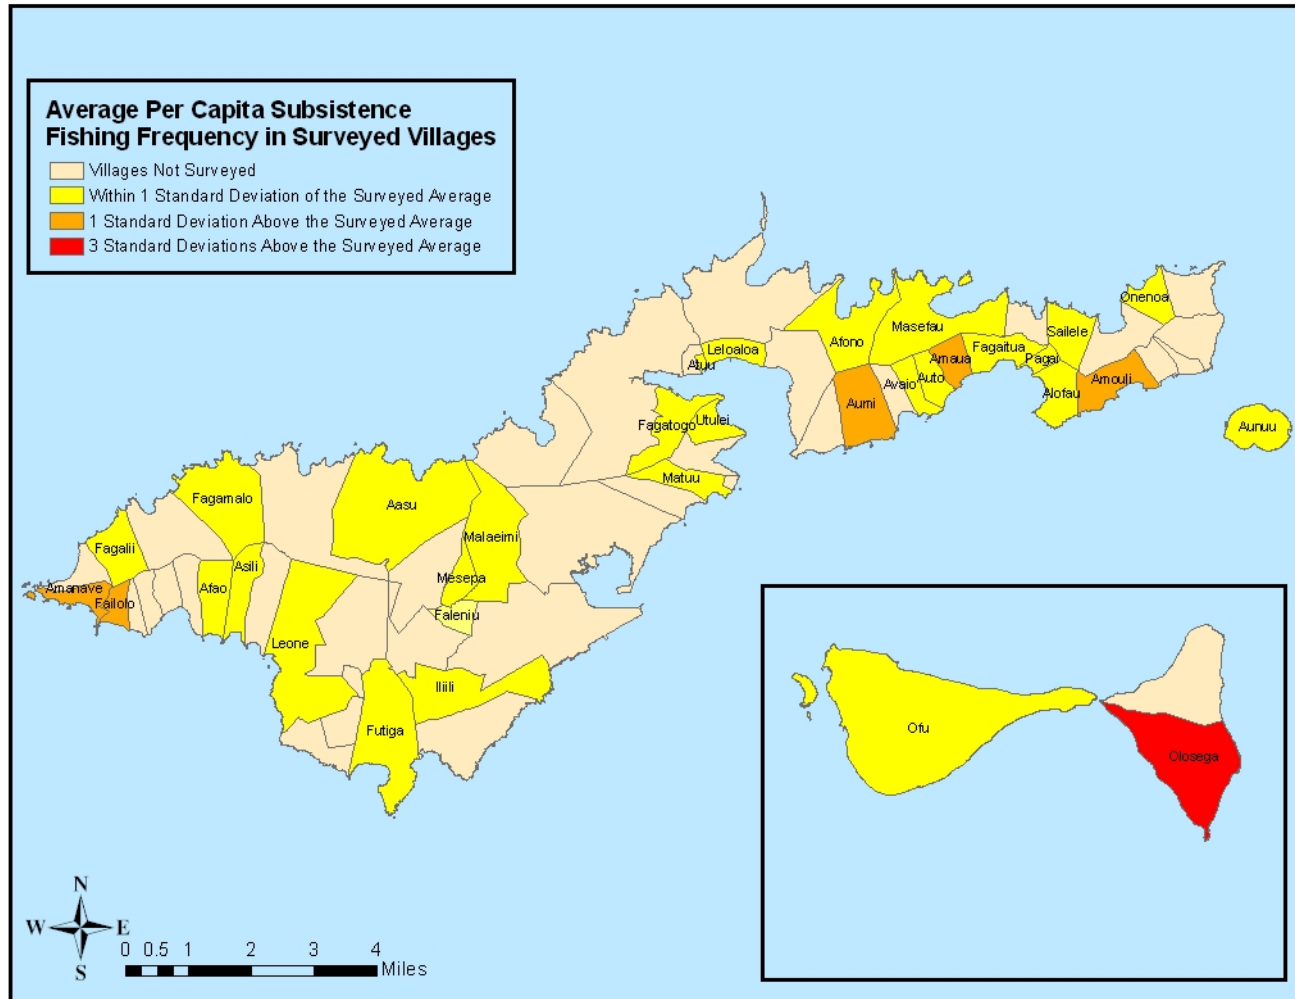 Average Per Capita Subsistence
Fishing Frequency in Surveyed Villages
Villages Not Surveyed
Within 1 Standard Deviation of the Surveyed Average
1 Standard Deviation Above the Surveyed Average
3 Standard Deviations Above the Surveyed Average
Onenoa
Masefau
Sailele
Afono
Leloaloa
Fagaitua
Amaua
Pagai
Atuu
Avaio
Auto
Amouli
Alofau
Aumi
Utulei
Fagatogo
Aunuu
Matuu
Fagamalo
Aasu
Malaeimi
Fagalii
Asili
Mesepa
Amanave
Afao
Failolo
Faleniu
Leone
Iliili
Futiga
Ofu
Olosega
N
W E
S
0 0.5 1 2 3 4
Miles